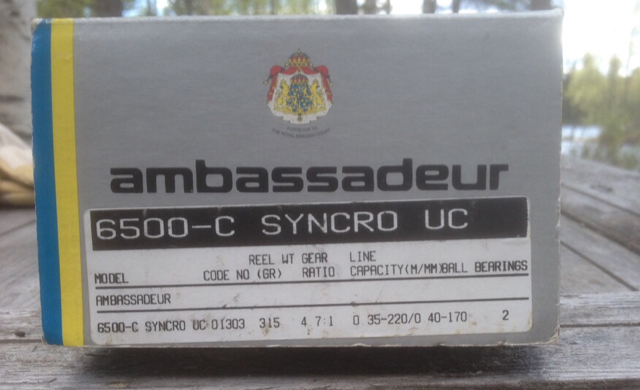 ambassadeur
6500-C SYNCRO UC
REEL WT GEAR LINE
MODEL CODE NO (GR) RATIO CAPACITY(M/MM)BALL BEARINGS
AMBASSADEUR
6500-C SYNCRO UC 01303 315 4 7:1 0 35-220/0 40-170 2